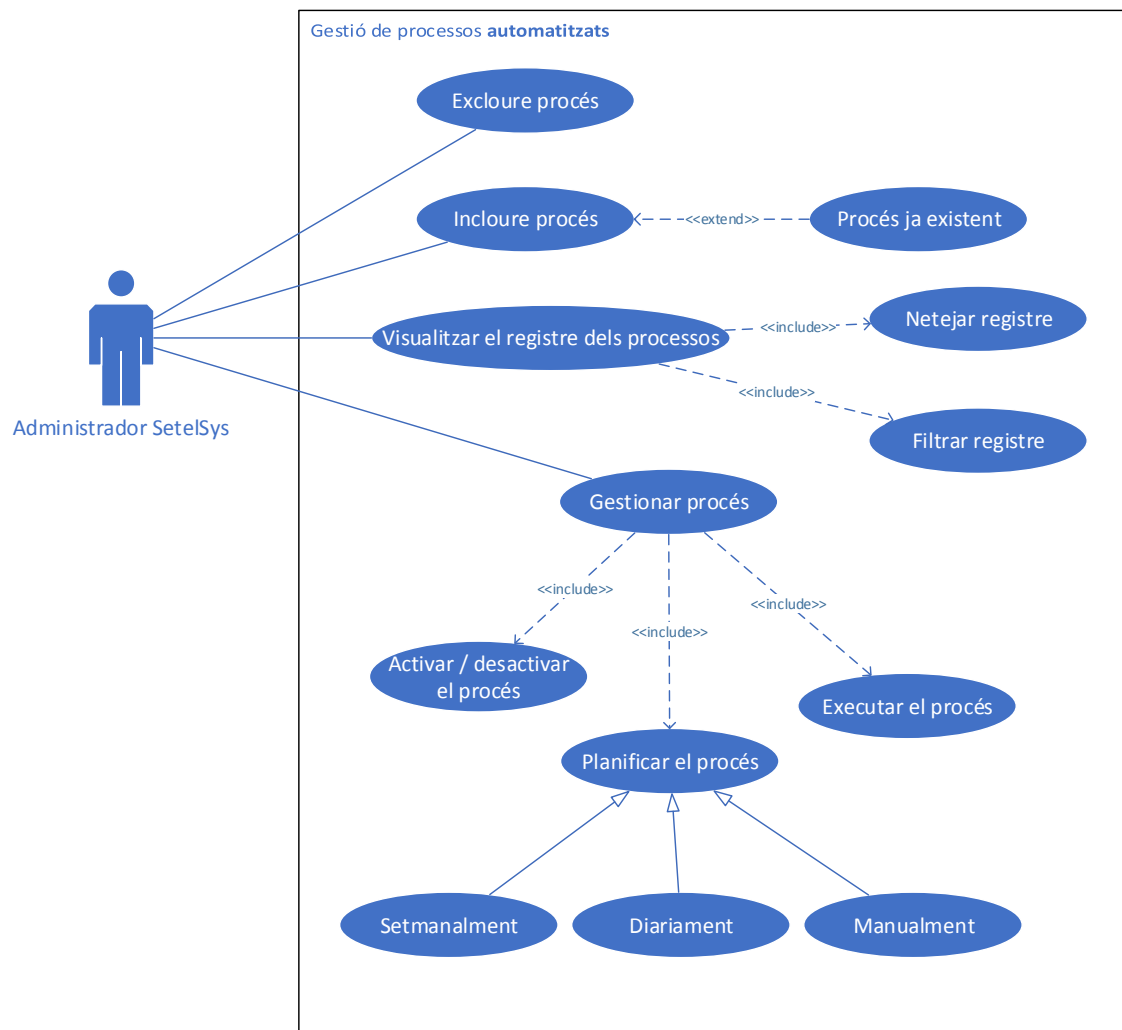 Gestió de processos automatitzats
Excloure procés
Incloure procés
<<extend>>
Procés ja existent
Visualitzar el registre dels processos
<<include>>
Netejar registre
<<include>>
Filtrar registre
Administrador SetelSys
Gestionar procés
<<include>>
<<include>>
<<include>>
Activar / desactivar
el procés
Executar el procés
Planificar el procés
Setmanalment
Diariament
Manualment